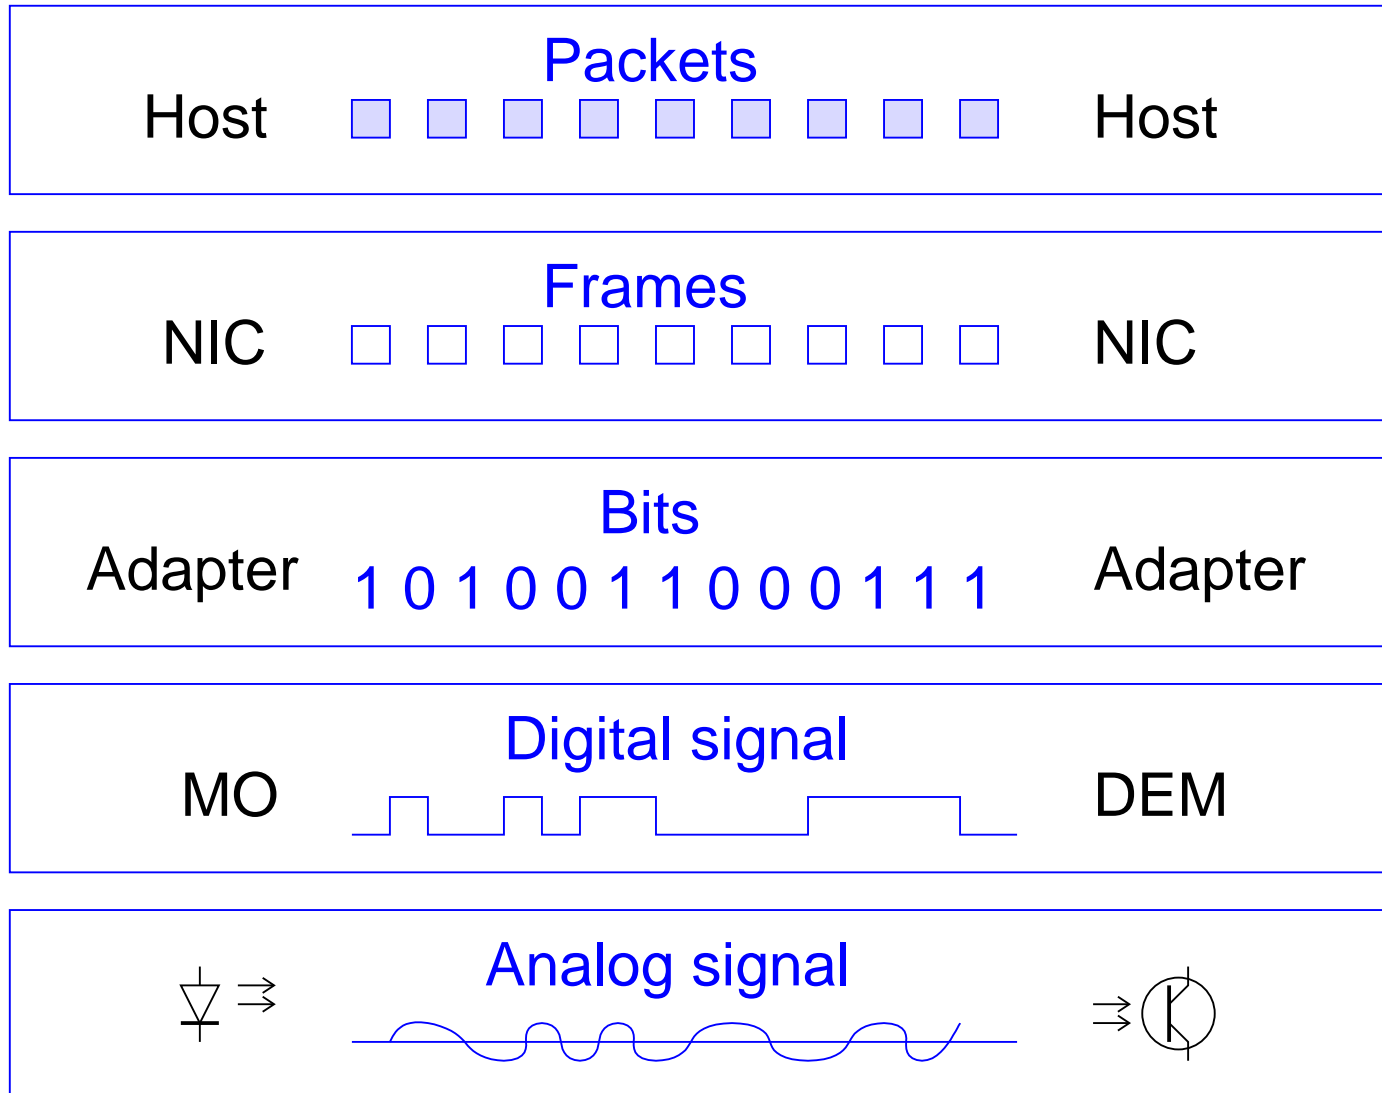 Packets
Host Host
Frames
NIC NIC
Bits
Adapter 1 0 1 0 0 1 1 0 0 0 1 1 1 Adapter
Digital signal
MO DEM
Analog signal